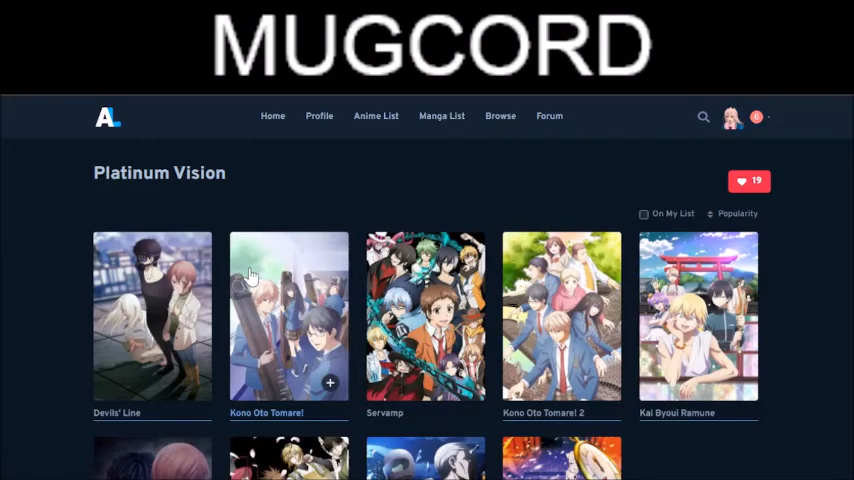 MUGCORD
AL
Home Profile Anime List Manga List Browse Forum
6
Platinum Vision
19
On My List Popularity
Devils' Line
Kono Oto Tomare!
Servamp
Kono Oto Tomare! 2
Kai Byoui Ramune